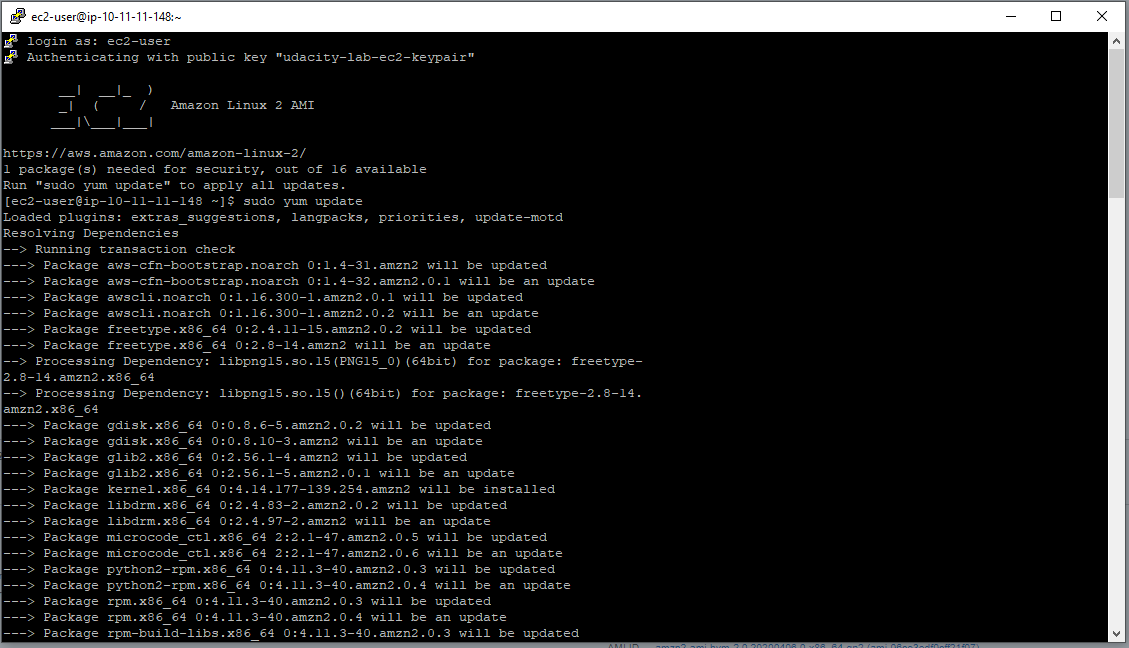 ec2-user@ip-10-11-11-148:~
login as: ec2-user
Authenticating with public key "udacity-lab-ec2-keypair"
__|  __|_  )
_|  (     /   Amazon Linux 2 AMI
___|\___|___|
https://aws.amazon.com/amazon-linux-2/
1 package(s) needed for security, out of 16 available
Run "sudo yum update" to apply all updates.
[ec2-user@ip-10-11-11-148 ~]$ sudo yum update
Loaded plugins: extras_suggestions, langpacks, priorities, update-motd
Resolving Dependencies
--> Running transaction check
---> Package aws-cfn-bootstrap.noarch 0:1.4-31.amzn2 will be updated
---> Package aws-cfn-bootstrap.noarch 0:1.4-32.amzn2.0.1 will be an update
---> Package awscli.noarch 0:1.16.300-1.amzn2.0.1 will be updated
---> Package awscli.noarch 0:1.16.300-1.amzn2.0.2 will be an update
---> Package freetype.x86_64 0:2.4.11-15.amzn2.0.2 will be updated
---> Package freetype.x86_64 0:2.8-14.amzn2 will be an update
--> Processing Dependency: libpng15.so.15(PNG15_0)(64bit) for package: freetype-
2.8-14.amzn2.x86_64
--> Processing Dependency: libpng15.so.15()(64bit) for package: freetype-2.8-14.
amzn2.x86_64
---> Package gdisk.x86_64 0:0.8.6-5.amzn2.0.2 will be updated
---> Package gdisk.x86_64 0:0.8.10-3.amzn2 will be an update
---> Package glib2.x86_64 0:2.56.1-4.amzn2 will be updated
---> Package glib2.x86_64 0:2.56.1-5.amzn2.0.1 will be an update
---> Package kernel.x86_64 0:4.14.177-139.254.amzn2 will be installed
---> Package libdrm.x86_64 0:2.4.83-2.amzn2.0.2 will be updated
---> Package libdrm.x86_64 0:2.4.97-2.amzn2 will be an update
---> Package microcode_ctl.x86_64 2:2.1-47.amzn2.0.5 will be updated
---> Package microcode_ctl.x86_64 2:2.1-47.amzn2.0.6 will be an update
---> Package python2-rpm.x86_64 0:4.11.3-40.amzn2.0.3 will be updated
---> Package python2-rpm.x86_64 0:4.11.3-40.amzn2.0.4 will be an update
---> Package rpm.x86_64 0:4.11.3-40.amzn2.0.3 will be updated
---> Package rpm.x86_64 0:4.11.3-40.amzn2.0.4 will be an update
---> Package rpm-build-libs.x86_64 0:4.11.3-40.amzn2.0.3 will be updated